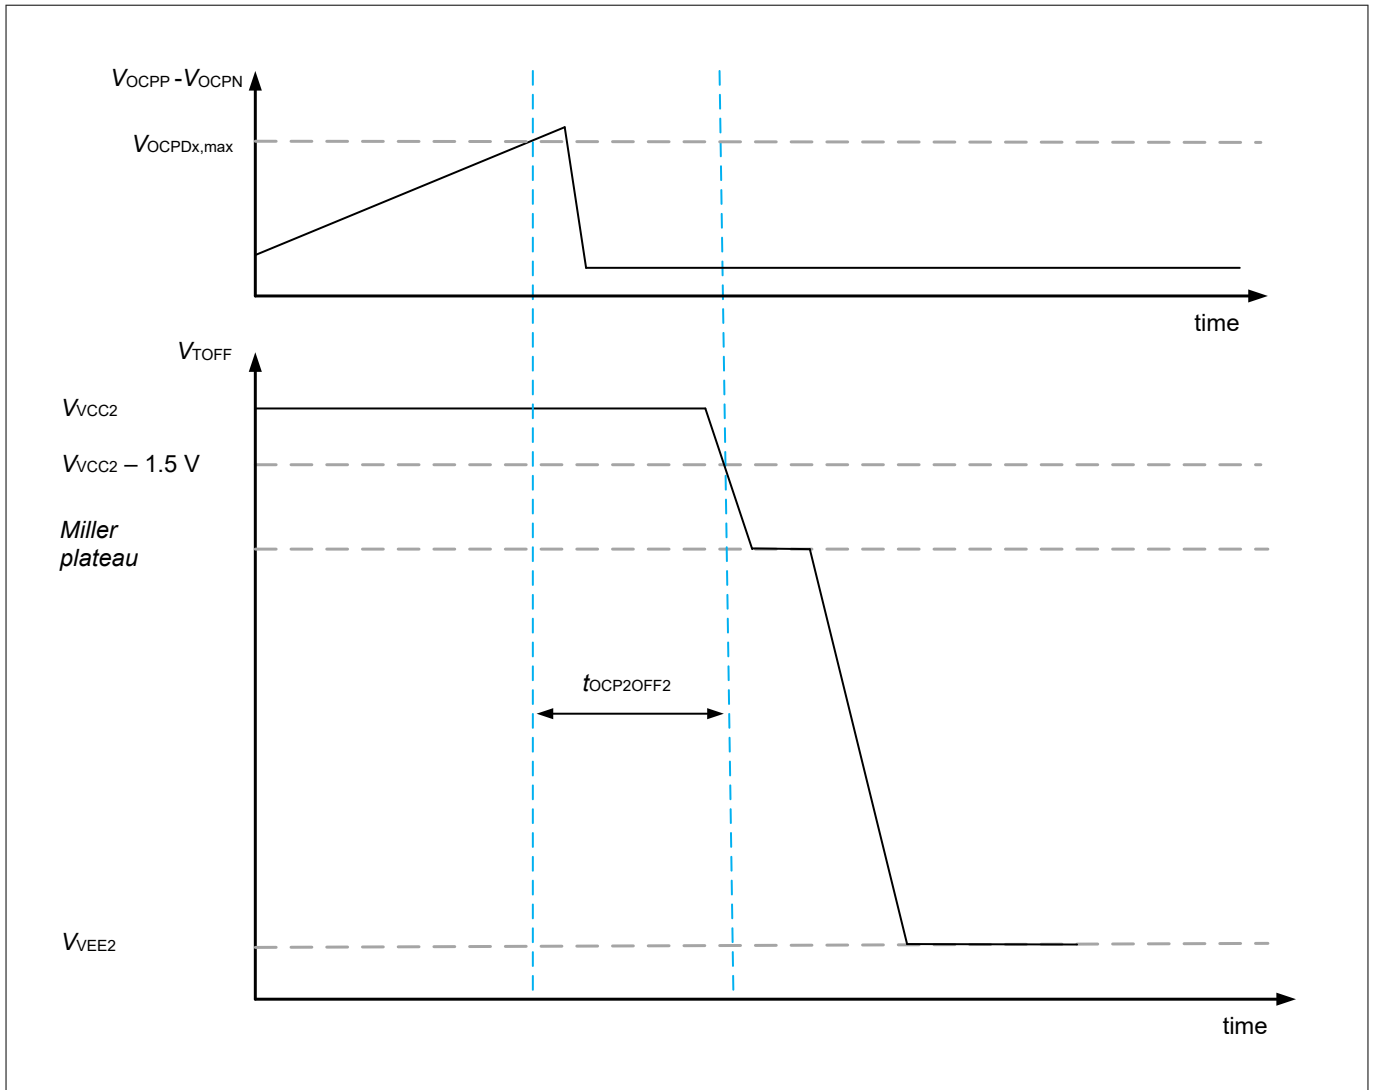 VOCPP -VOCPN
VOCPDx,max
time
VTOFF
VVCC2
VVCC2 – 1.5 V
Miller
plateau
tOCP2OFF2
VVEE2
time